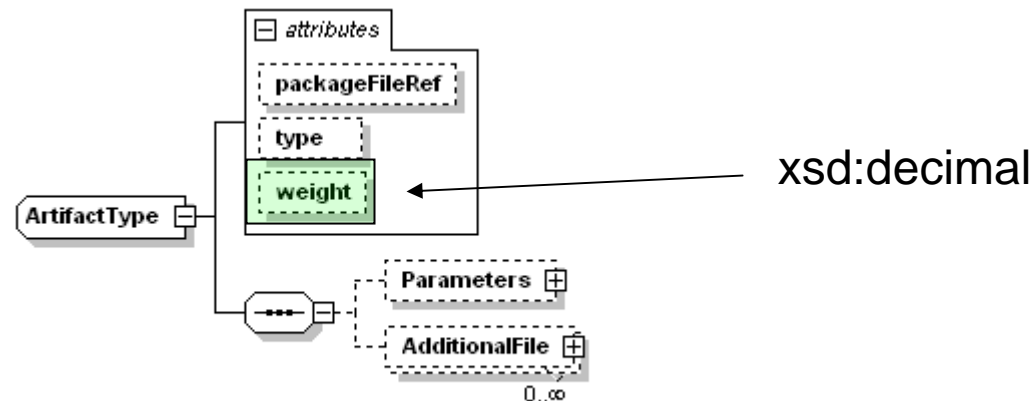 attributes
packageFileRef
type
weight
xsd:decimal
ArtifactType
Parameters
AdditionalFile
0..∞